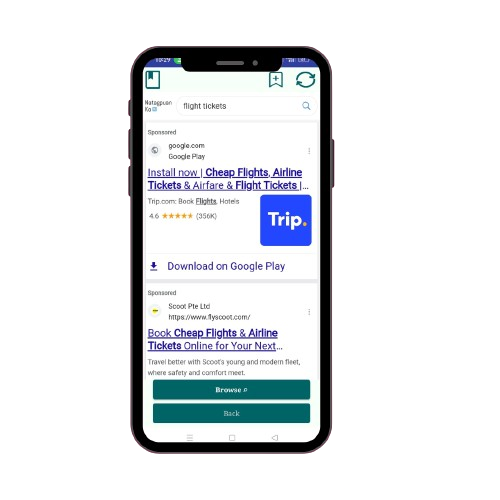 Natagpuan
Ko
flight tickets
Sponsored
google.com
Google Play
Install now | Cheap Flights, Airline
Tickets & Airfare & Flight Tickets |...
Trip.com: Book Flights, Hotels
4.6 ★★★★★ (356K)
Trip.
Download on Google Play
Sponsored
Scoot Pte Ltd
https://www.flyscoot.com/
Book Cheap Flights & Airline
Tickets Online for Your Next...
Travel better with Scoot's young and modern fleet,
where safety and comfort meet.
Browse
Back